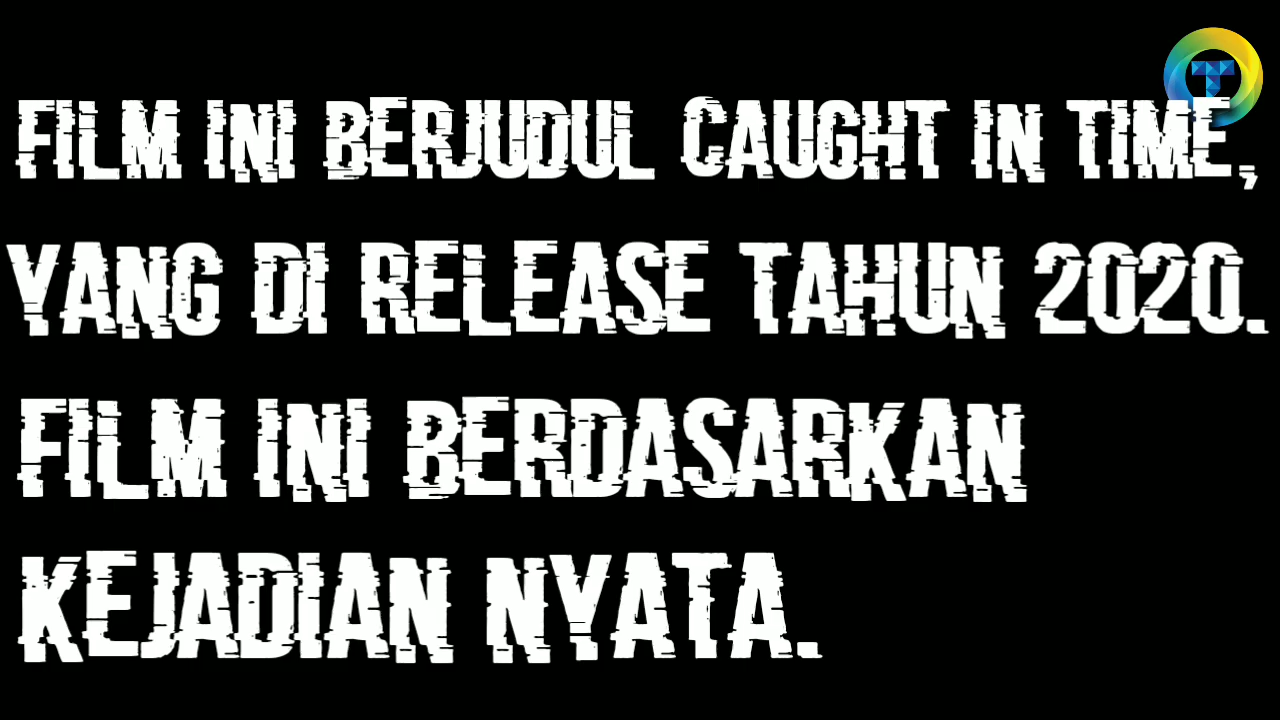 FILM INI BERJUDUL CAUGHT IN TIME,
YANG DI RELEASE TAHUN 2020.
FILM INI BERDASARKAN
KEJADIAN NYATA.
T